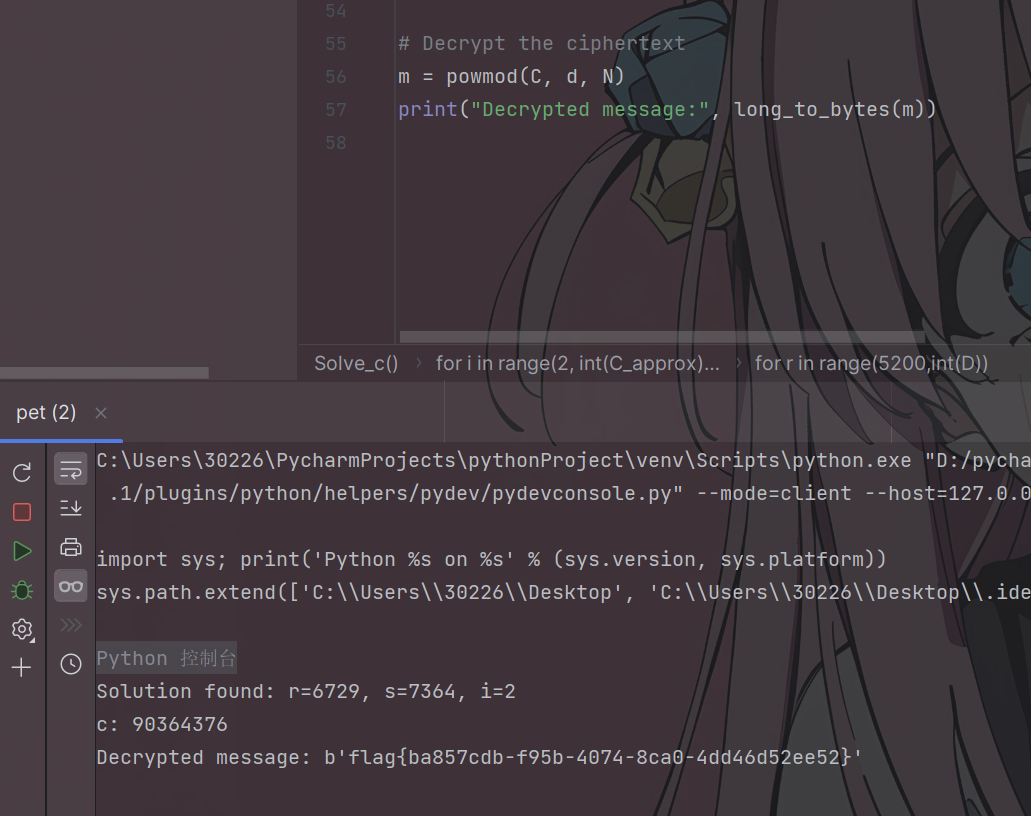 54
55 # Decrypt the ciphertext
56 m = powmod(C, d, N)
57 print("Decrypted message:", long_to_bytes(m))
58
Solve_c() › for i in range(2, int(C_approx)... › for r in range(5200,int(D))
pet (2) ×
C:\Users\30226\PycharmProjects\pythonProject\venv\Scripts\python.exe "D:/pycha
.1/plugins/python/helpers/pydev/pydevconsole.py" --mode=client --host=127.0.0
import sys; print('Python %s on %s' % (sys.version, sys.platform))
sys.path.extend(['C:\\Users\\30226\\Desktop', 'C:\\Users\\30226\\Desktop\\.ide
Python 控制台
Solution found: r=6729, s=7364, i=2
c: 90364376
Decrypted message: b'flag{ba857cdb-f95b-4074-8ca0-4dd46d52ee52}'